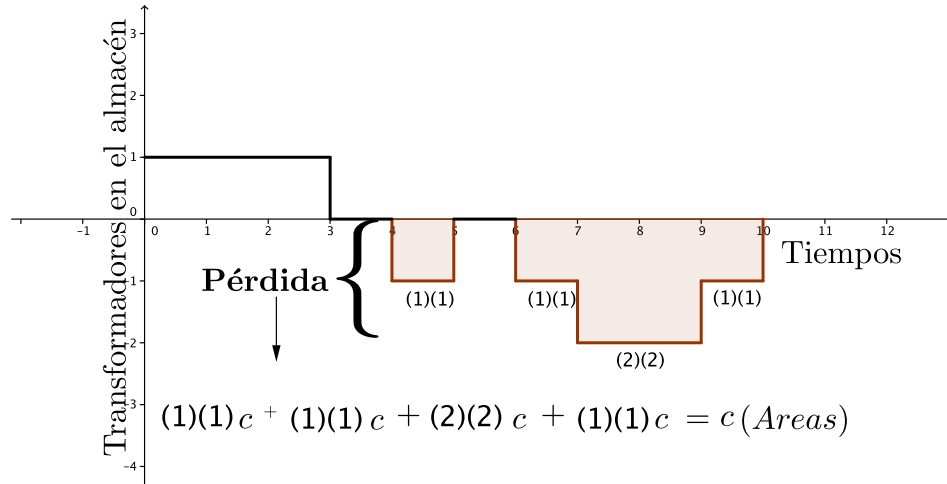 Transformadores en el almacén
3
2
1
0
-1 0 1 2 3 4 5 6 7 8 9 10 11 12
Tiempos
Pérdida
-1
(1)(1) (1)(1) (1)(1)
-2
(2)(2)
-3
(1)(1) c + (1)(1) c + (2)(2) c + (1)(1) c = c (Areas)
-4